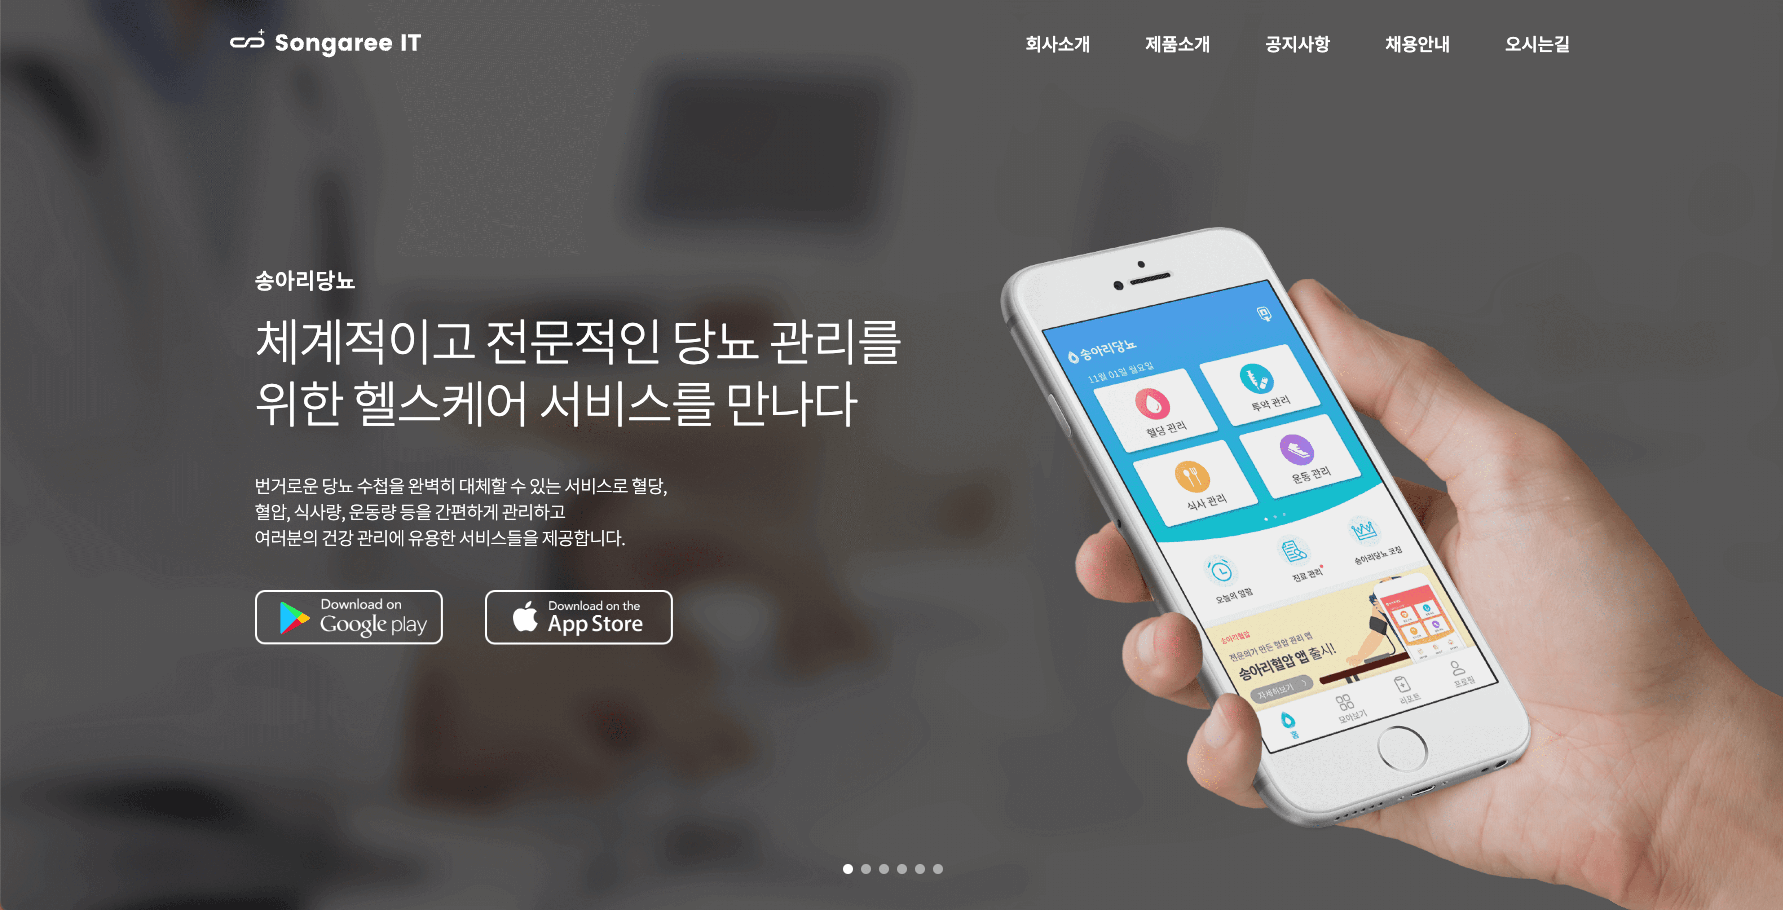 Songaree IT
회사소개
제품소개
공지사항
채용안내
오시는길
송아리당뇨
체계적이고 전문적인 당뇨 관리를
위한 헬스케어 서비스를 만나다
번거로운 당뇨 수첩을 완벽히 대체할 수 있는 서비스로 혈당,
혈압, 식사량, 운동량 등을 간편하게 관리하고
여러분의 건강 관리에 유용한 서비스들을 제공합니다.
Download on
Google play
Download on the
App Store
송아리당뇨
11월 01일 월요일
혈당 관리
투약 관리
식사 관리
운동 관리
오늘의 알람
진료 관리
송아리당뇨 코칭
송아리혈압
전문의가 만든 혈압 관리 앱
송아리혈압 앱 출시!
자세히보기
홈
모아보기
리포트
프로필